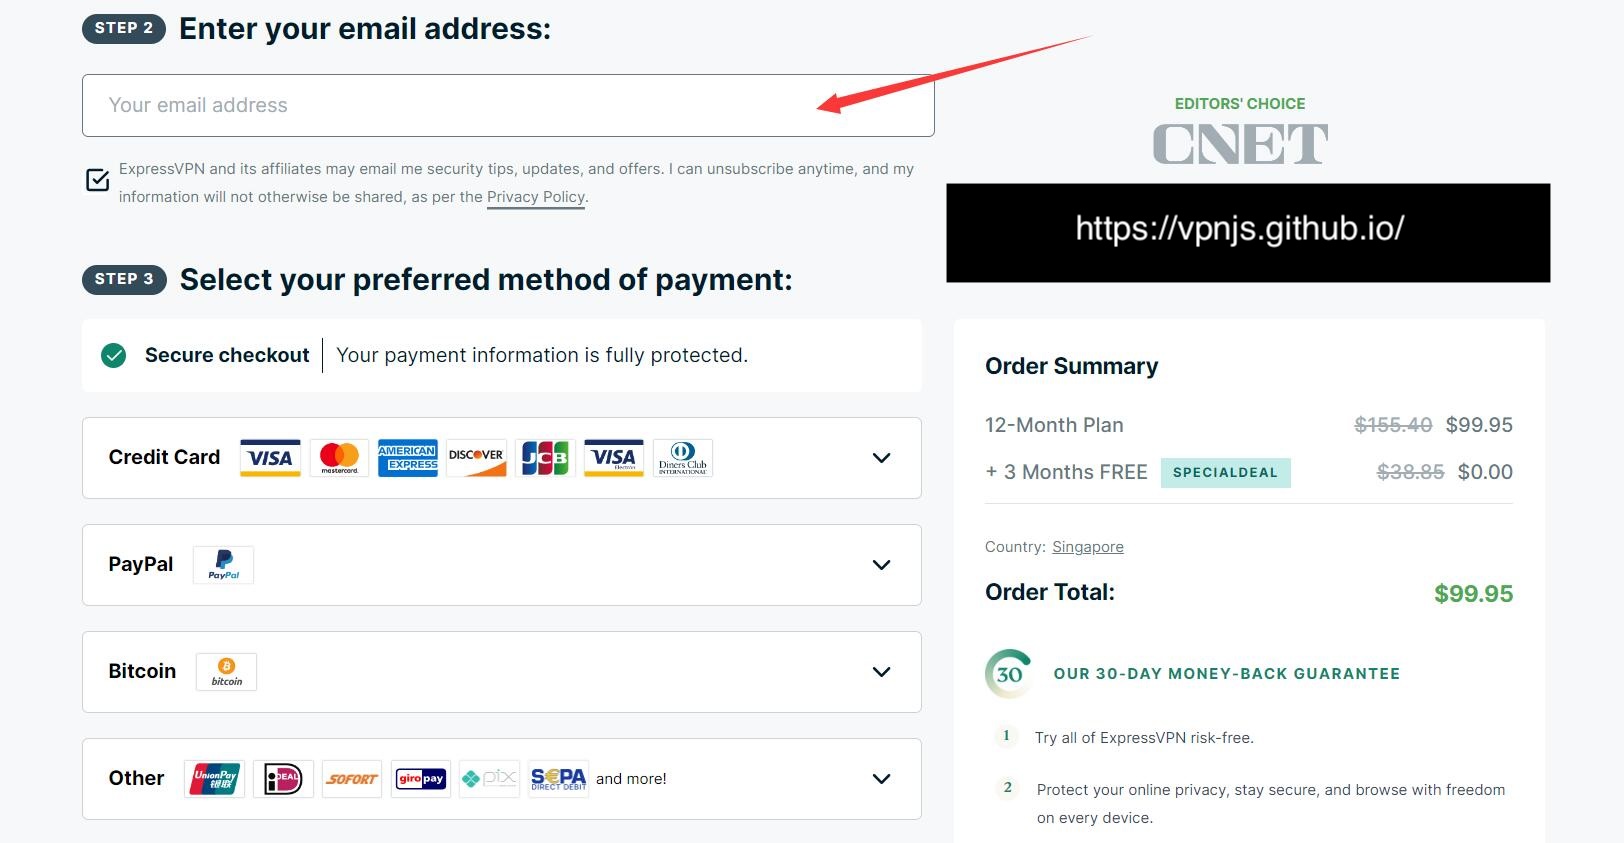 STEP 2 Enter your email address:
Your email address
ExpressVPN and its affiliates may email me security tips, updates, and offers. I can unsubscribe anytime, and my
information will not otherwise be shared, as per the Privacy Policy.
EDITORS' CHOICE
CNET
https://vpnjs.github.io/
STEP 3 Select your preferred method of payment:
Secure checkout Your payment information is fully protected.
Credit Card VISA mastercard. AMERICAN EXPRESS DISCOVER JCB VISA Electron Diners Club INTERNATIONAL
PayPal PayPal
Bitcoin bitcoin
Other UnionPay 银联 iDEAL SOFORT giropay pix S€PA DIRECT DEBIT and more!
Order Summary
12-Month Plan $155.40 $99.95
+ 3 Months FREE SPECIALDEAL $38.85 $0.00
Country: Singapore
Order Total: $99.95
30 OUR 30-DAY MONEY-BACK GUARANTEE
1 Try all of ExpressVPN risk-free.
2 Protect your online privacy, stay secure, and browse with freedom
on every device.